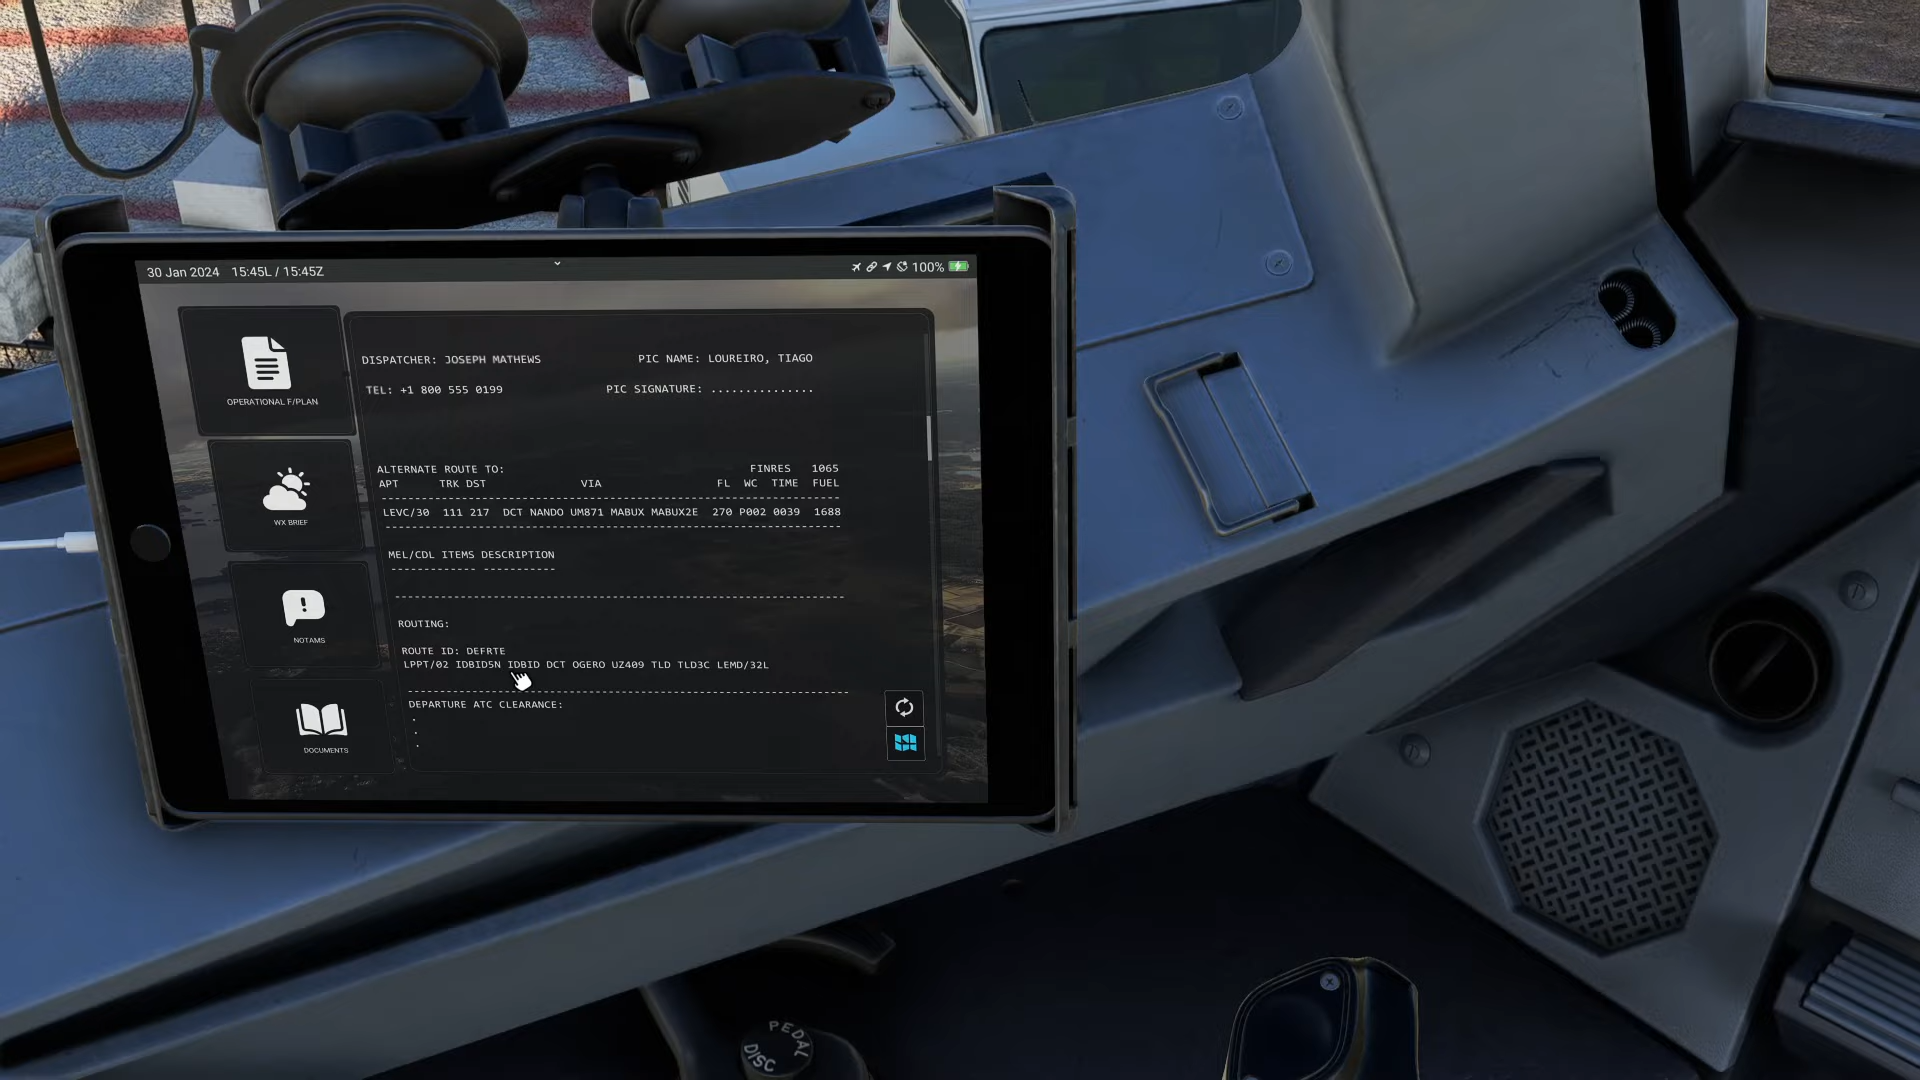 30 Jan 2024 15:45L / 15:45Z 100%
OPERATIONAL F/PLAN
WX BRIEF
NOTAMS
DOCUMENTS
DISPATCHER: JOSEPH MATHEWS PIC NAME: LOUREIRO, TIAGO
TEL: +1 800 555 0199 PIC SIGNATURE: ...............
ALTERNATE ROUTE TO: FINRES 1065
APT TRK DST VIA FL WC TIME FUEL
LEVC/30 111 217 DCT NANDO UM871 MABUX MABUX2E 270 P002 0039 1688
MEL/CDL ITEMS DESCRIPTION
ROUTING:
ROUTE ID: DEFRTE
LPPT/02 IDBID5N IDBID DCT OGERO UZ409 TLD TLD3C LEMD/32L
DEPARTURE ATC CLEARANCE:
.
.
.
PEDAL
DISC